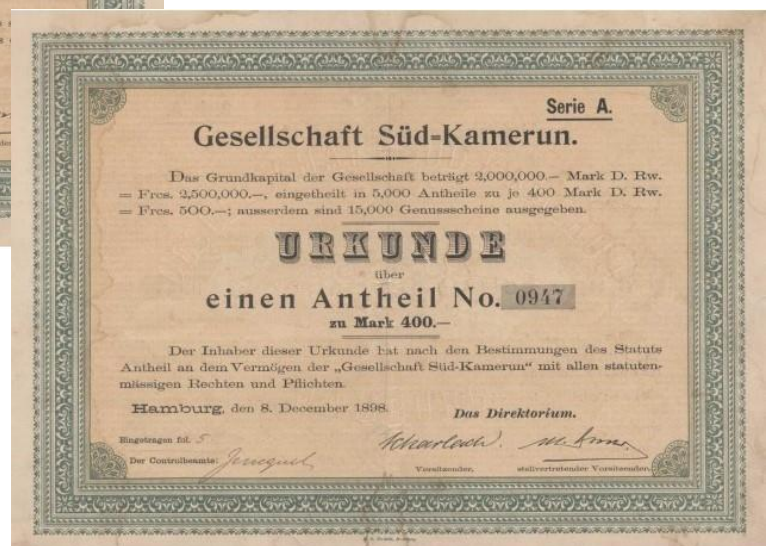 Serie A.
Gesellschaft Süd-Kamerun.
Das Grundkapital der Gesellschaft beträgt 2,000,000.— Mark D. Rw.
= Frcs. 2,500,000.—, eingetheilt in 5,000 Antheile zu je 400 Mark D. Rw.
= Frcs. 500.—; ausserdem sind 15,000 Genussscheine ausgegeben.
URKUNDE
über
einen Antheil No. 0947
zu Mark 400.—
Der Inhaber dieser Urkunde hat nach den Bestimmungen des Statuts
Antheil an dem Vermögen der „Gesellschaft Süd-Kamerun“ mit allen statuten-
mässigen Rechten und Pflichten.
Hamburg, den 8. December 1898.
Das Direktorium.
Eingetragen fol. 5
Scharlach.
Der Controlbeamte:
Vorsitzender,
stellvertretender Vorsitzender.